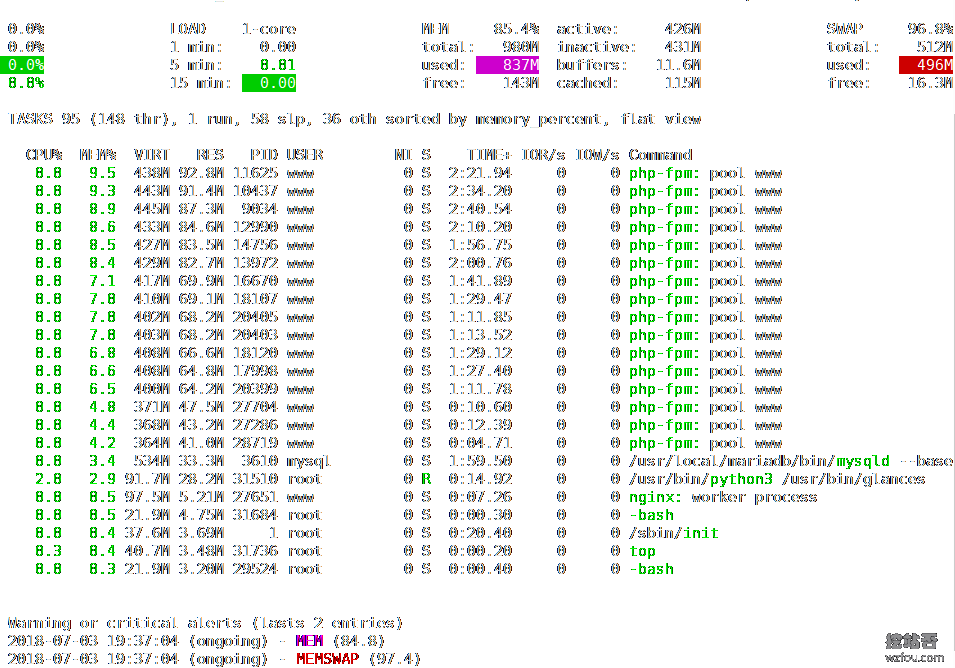 0.0% LOAD 1-core MEM 85.4% active: 426M SWAP 96.8%
0.0% 1 min: 0.00 total: 980M inactive: 431M total: 512M
0.0% 5 min: 0.01 used: 837M buffers: 11.6M used: 496M
0.0% 15 min: 0.00 free: 143M cached: 115M free: 16.3M
TASKS 95 (148 thr), 1 run, 58 slp, 36 oth sorted by memory percent, flat view
CPU% MEM% VIRT RES PID USER NI S TIME+ IOR/s IOW/s Command
0.0 9.5 438M 92.8M 11625 www 0 S 2:21.94 0 0 php-fpm: pool www
0.0 9.3 443M 91.4M 10437 www 0 S 2:34.20 0 0 php-fpm: pool www
0.0 8.9 445M 87.3M 9034 www 0 S 2:40.54 0 0 php-fpm: pool www
0.0 8.6 433M 84.6M 12990 www 0 S 2:10.20 0 0 php-fpm: pool www
0.0 8.5 427M 83.5M 14756 www 0 S 1:56.75 0 0 php-fpm: pool www
0.0 8.4 429M 82.7M 13972 www 0 S 2:00.76 0 0 php-fpm: pool www
0.0 7.1 417M 69.9M 16670 www 0 S 1:41.89 0 0 php-fpm: pool www
0.0 7.0 410M 69.1M 18107 www 0 S 1:29.47 0 0 php-fpm: pool www
0.0 7.0 402M 68.2M 20405 www 0 S 1:11.85 0 0 php-fpm: pool www
0.0 7.0 403M 68.2M 20403 www 0 S 1:13.52 0 0 php-fpm: pool www
0.0 6.8 408M 66.6M 18120 www 0 S 1:29.12 0 0 php-fpm: pool www
0.0 6.6 408M 64.8M 17998 www 0 S 1:27.40 0 0 php-fpm: pool www
0.0 6.5 400M 64.2M 20399 www 0 S 1:11.78 0 0 php-fpm: pool www
0.0 4.8 371M 47.5M 27704 www 0 S 0:10.60 0 0 php-fpm: pool www
0.0 4.4 368M 43.2M 27286 www 0 S 0:12.39 0 0 php-fpm: pool www
0.0 4.2 364M 41.0M 28719 www 0 S 0:04.71 0 0 php-fpm: pool www
0.0 3.4 534M 33.3M 3610 mysql 0 S 1:59.50 0 0 /usr/local/mariadb/bin/mysqld --base
2.0 2.9 91.7M 28.2M 31510 root 0 R 0:14.92 0 0 /usr/bin/python3 /usr/bin/glances
0.0 0.5 97.5M 5.21M 27651 www 0 S 0:07.26 0 0 nginx: worker process
0.0 0.5 21.9M 4.75M 31684 root 0 S 0:00.30 0 0 -bash
0.0 0.4 37.6M 3.69M 1 root 0 S 0:20.40 0 0 /sbin/init
0.3 0.4 40.7M 3.48M 31736 root 0 S 0:00.20 0 0 top
0.0 0.3 21.9M 3.20M 29524 root 0 S 0:00.40 0 0 -bash
Warning or critical alerts (lasts 2 entries)
2018-07-03 19:37:04 (ongoing) - MEM (84.8)
2018-07-03 19:37:04 (ongoing) - MEMSWAP (97.4)
挖站否
wzfou.com